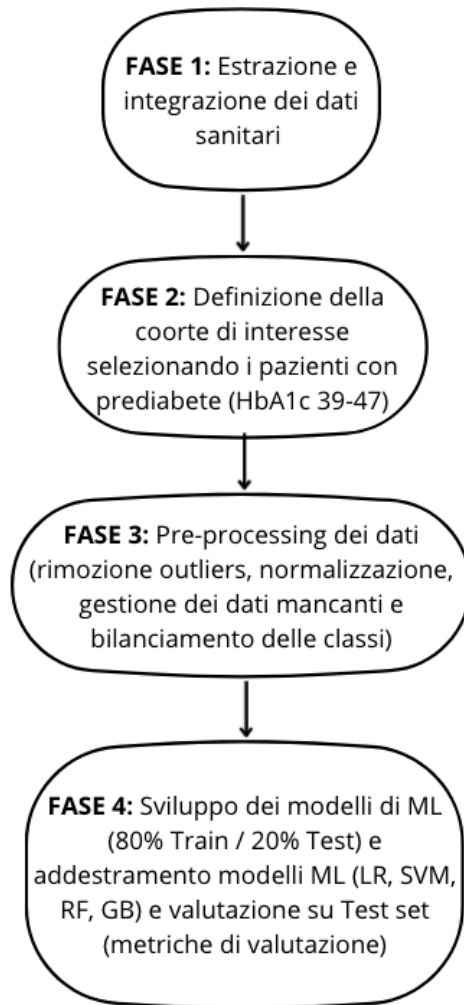 FASE 1: Estrazione e
integrazione dei dati
sanitari
FASE 2: Definizione della
coorte di interesse
selezionando i pazienti con
prediabete (HbA1c 39-47)
FASE 3: Pre-processing dei dati
(rimozione outliers, normalizzazione,
gestione dei dati mancanti e
bilanciamento delle classi)
FASE 4: Sviluppo dei modelli di ML
(80% Train / 20% Test) e
addestramento modelli ML (LR, SVM,
RF, GB) e valutazione su Test set
(metriche di valutazione)